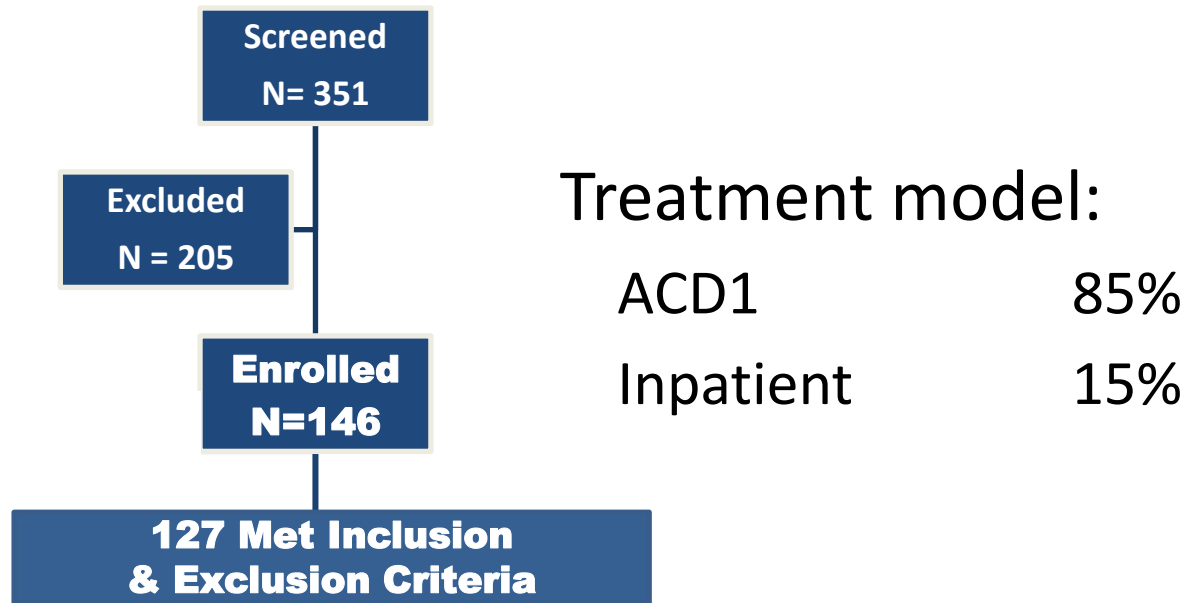 Screened
N= 351
Excluded
N = 205
Enrolled
N=146
127 Met Inclusion
& Exclusion Criteria
Treatment model:
ACD1 85%
Inpatient 15%